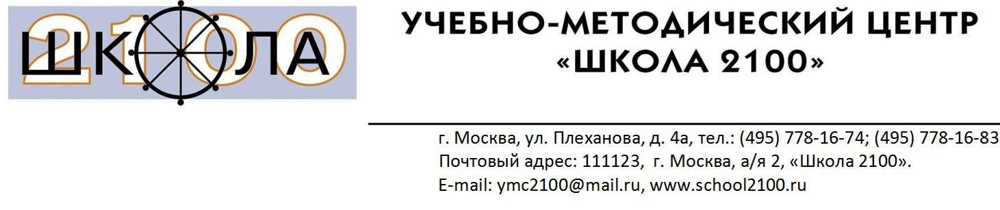 ШКОЛА
2100
УЧЕБНО-МЕТОДИЧЕСКИЙ ЦЕНТР
«ШКОЛА 2100»
г. Москва, ул. Плеханова, д. 4а, тел.: (495) 778-16-74; (495) 778-16-83
Почтовый адрес: 111123, г. Москва, а/я 2, «Школа 2100».
E-mail: ymc2100@mail.ru, www.school2100.ru